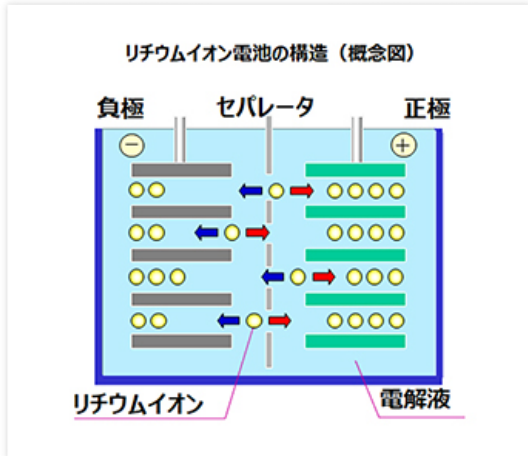 リチウムイオン電池の構造（概念図）
負極 セパレータ 正極
－ ＋
リチウムイオン 電解液